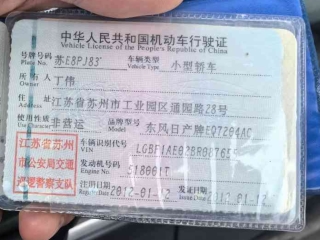 中华人民共和国机动车行驶证
Vehicle License of the People's Republic of China
号牌号码 苏E8PJ83 车辆类型 小型轿车
Plate No. Vehicle Type
所有人 丁伟
Owner
住址 江苏省苏州市工业园区通园路28号
使用性质 非营运 品牌型号 东风日产牌EQ7204AC
Use Character
江苏省苏州 车辆识别代号
VIN
市公安局交通 发动机号码 518001T
Engine No.
巡逻警察支队 注册日期 2012-01-12 发证日期 2012-01-12